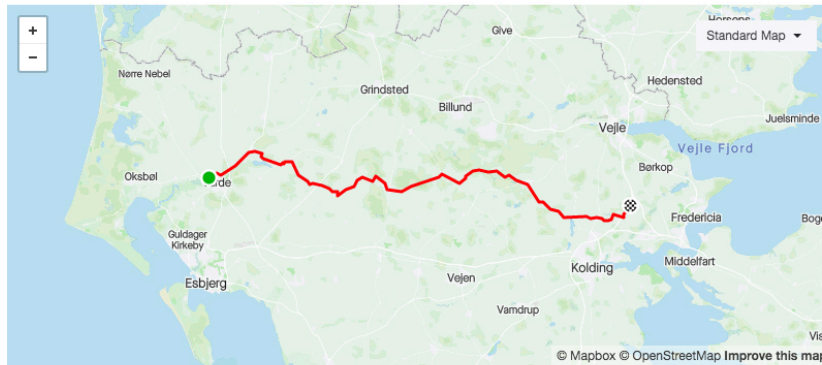 +
−
Standard Map
Give
Nørre Nebel
Grindsted
Hedensted
Billund
Juelsminde
Vejle
Vejle Fjord
Oksbøl
Børkop
Guldager
Kirkeby
Fredericia
Esbjerg
Vejen
Kolding
Middelfart
Vamdrup
© Mapbox © OpenStreetMap Improve this map